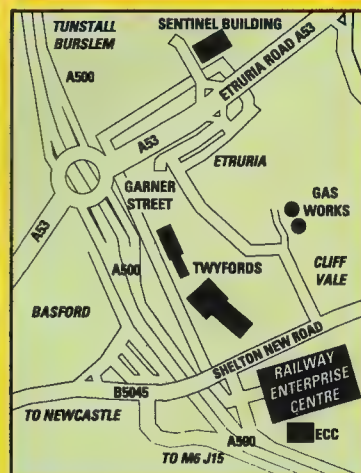 TUNSTALL
BURSLEM
SENTINEL BUILDING
A500
ETRURIA ROAD A53
A53
ETRURIA
GARNER
STREET
GAS
WORKS
A53
A500
TWYFORDS
CLIFF
VALE
BASFORD
SHELTON NEW ROAD
RAILWAY
ENTERPRISE
CENTRE
B5045
TO NEWCASTLE
A500
ECC
TO M6 J15